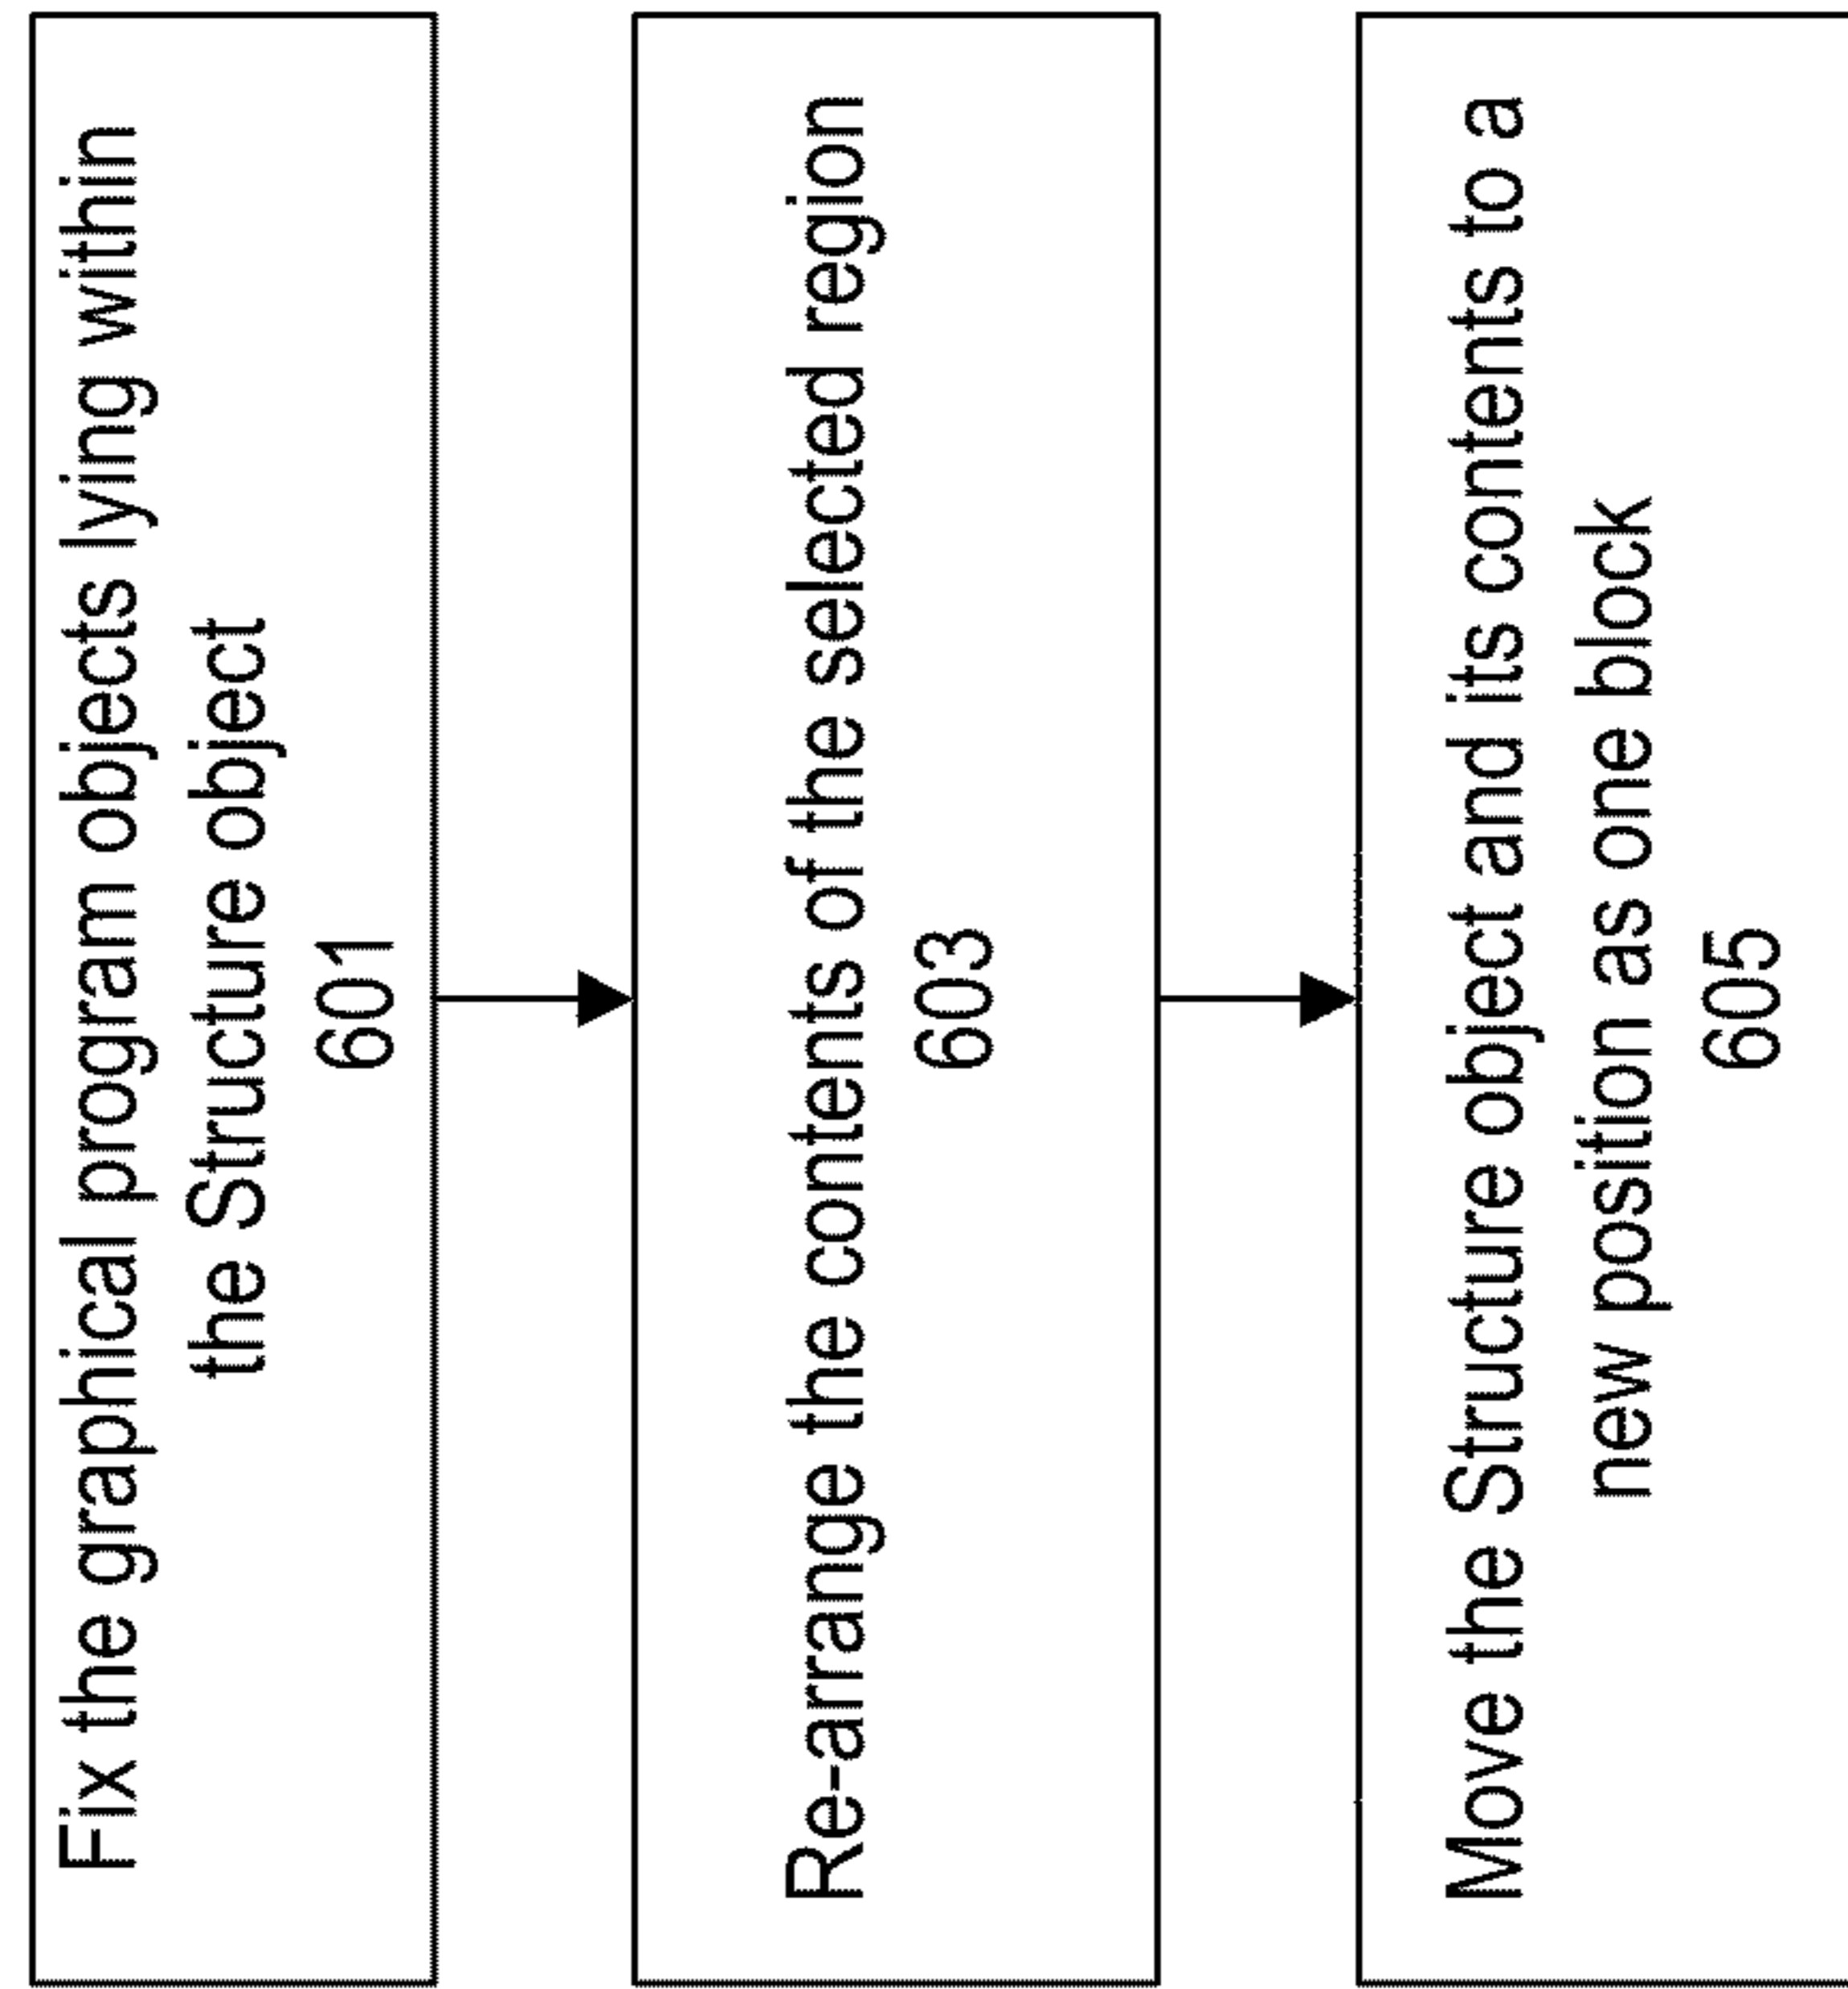 Fix the graphical program objects lying within
the Structure object
601
Re-arrange the contents of the selected region
603
Move the Structure object and its contents to a
new position as one block
605